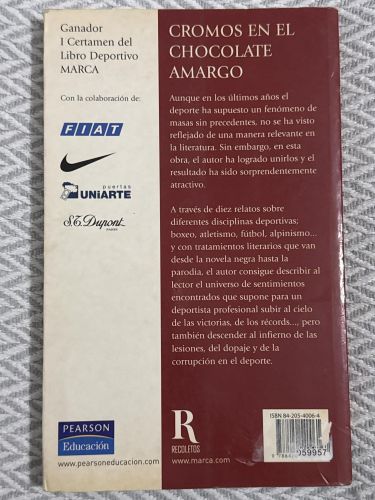 Ganador
I Certamen del
Libro Deportivo
MARCA
Con la colaboración de:
FIAT
puertas
UNIARTE
S.T. Dupont
PARIS
CROMOS EN EL
CHOCOLATE
AMARGO
Aunque en los últimos años el
deporte ha supuesto un fenómeno de
masas sin precedentes, no se ha visto
reflejado de una manera relevante en
la literatura. Sin embargo, en esta
obra, el autor ha logrado unirlos y el
resultado ha sido sorprendentemente
atractivo.
A través de diez relatos sobre
diferentes disciplinas deportivas;
boxeo, atletismo, fútbol, alpinismo...
y con tratamientos literarios que van
desde la novela negra hasta la
parodia, el autor consigue describir al
lector el universo de sentimientos
encontrados que supone para un
deportista profesional subir al cielo
de las victorias, de los récords..., pero
también descender al infierno de las
lesiones, del dopaje y de la
corrupción en el deporte.
PEARSON
Educación
www.pearsoneducacion.com
R
RECOLETOS
www.marca.com
ISBN 84-205-4006-4
059957